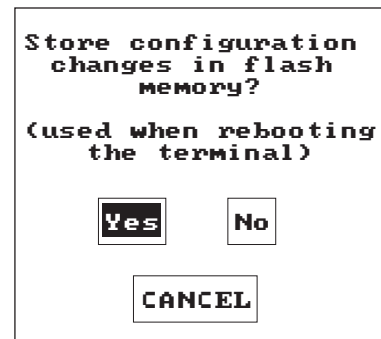 Store configuration
changes in flash
memory?
(used when rebooting
the terminal)
Yes No
CANCEL